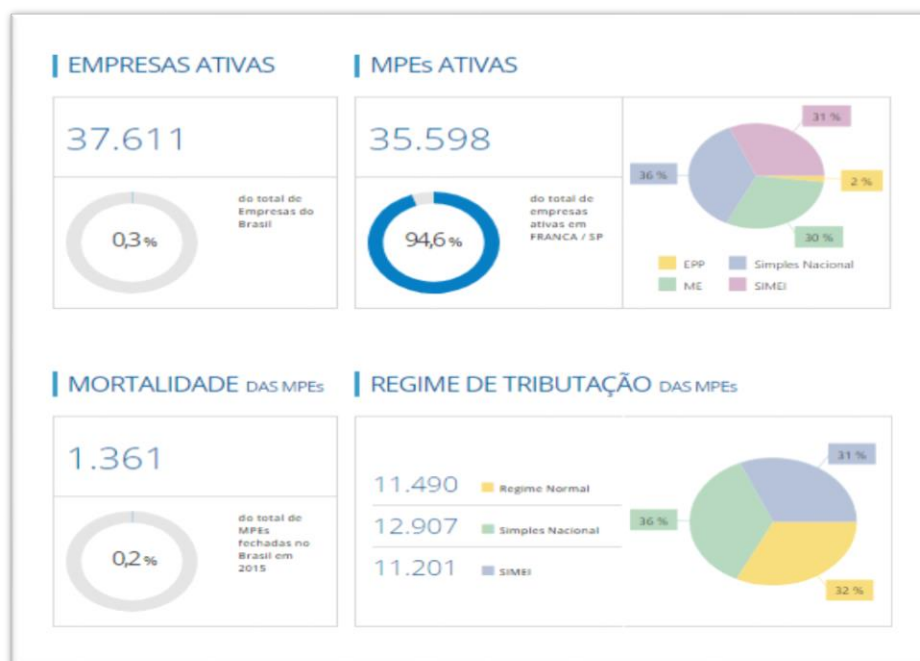 EMPRESAS ATIVAS
37.611
0,3 %
do total de
Empresas do
Brasil
MPEs ATIVAS
35.598
94,6 %
do total de
empresas
ativas em
FRANCA / SP
31 %
36 %
2 %
30 %
EPP
Simples Nacional
ME
SIMEI
MORTALIDADE DAS MPEs
1.361
0,2 %
do total de
MPEs
fechadas no
Brasil em
2015
REGIME DE TRIBUTAÇÃO DAS MPEs
11.490 Regime Normal
12.907 Simples Nacional
11.201 SIMEI
31 %
36 %
32 %